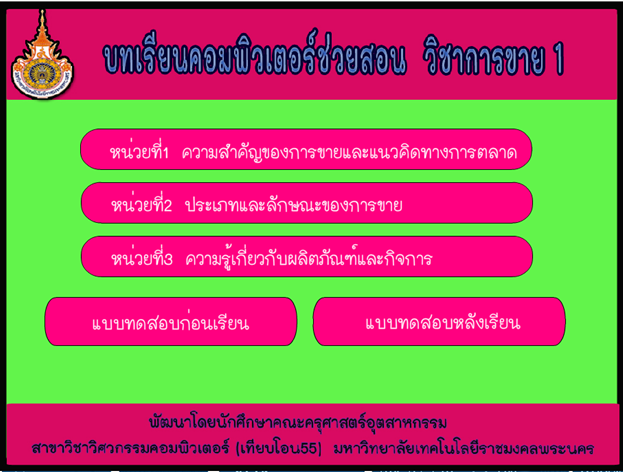 บทเรียนคอมพิวเตอร์ช่วยสอน วิชาการขาย 1
หน่วยที่1 ความสำคัญของการขายและแนวคิดทางการตลาด
หน่วยที่2 ประเภทและลักษณะของการขาย
หน่วยที่3 ความรู้เกี่ยวกับผลิตภัณฑ์และกิจการ
แบบทดสอบก่อนเรียน
แบบทดสอบหลังเรียน
พัฒนาโดยนักศึกษาคณะครุศาสตร์อุตสาหกรรม
สาขาวิชาวิศวกรรมคอมพิวเตอร์ (เทียบโอน55) มหาวิทยาลัยเทคโนโลยีราชมงคลพระนคร